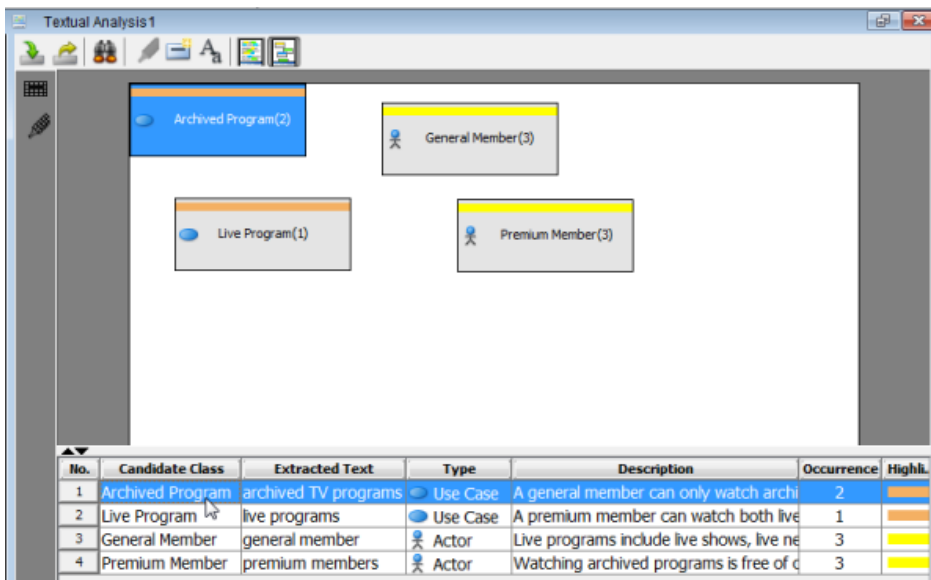 Textual Analysis1
Archived Program(2)
General Member(3)
Live Program(1)
Premium Member(3)
No. Candidate Class Extracted Text Type Description Occurrence Highli.
1 Archived Program archived TV programs Use Case A general member can only watch archi 2
2 Live Program live programs Use Case A premium member can watch both live 1
3 General Member general member Actor Live programs include live shows, live ne 3
4 Premium Member premium members Actor Watching archived programs is free of c 3